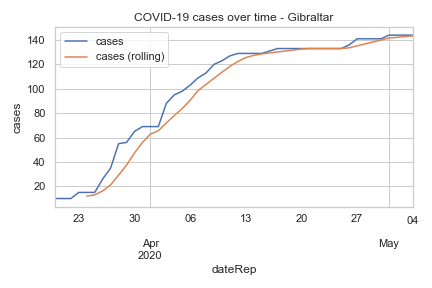 COVID-19 cases over time - Gibraltar
cases
cases (rolling)
140
120
100
80
60
40
20
cases
23
30
06
13
20
27
04
Apr
2020
May
dateRep